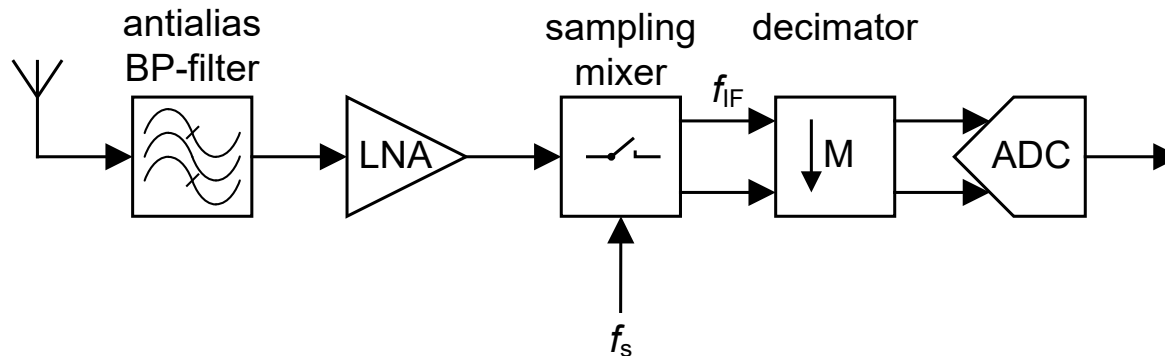 antialias
BP-filter
LNA
sampling
mixer
f_s
f_IF
decimator
M
ADC